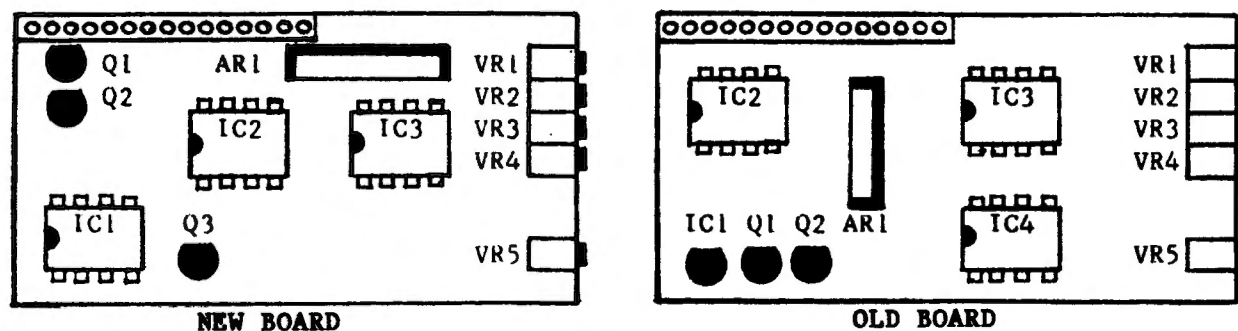 Q1 AR1 VR1
Q2 VR2
IC2 IC3 VR3
VR4
IC1 Q3
VR5
NEW BOARD
VR1
IC2 IC3 VR2
VR3
VR4
IC1 Q1 Q2 AR1 IC4
VR5
OLD BOARD